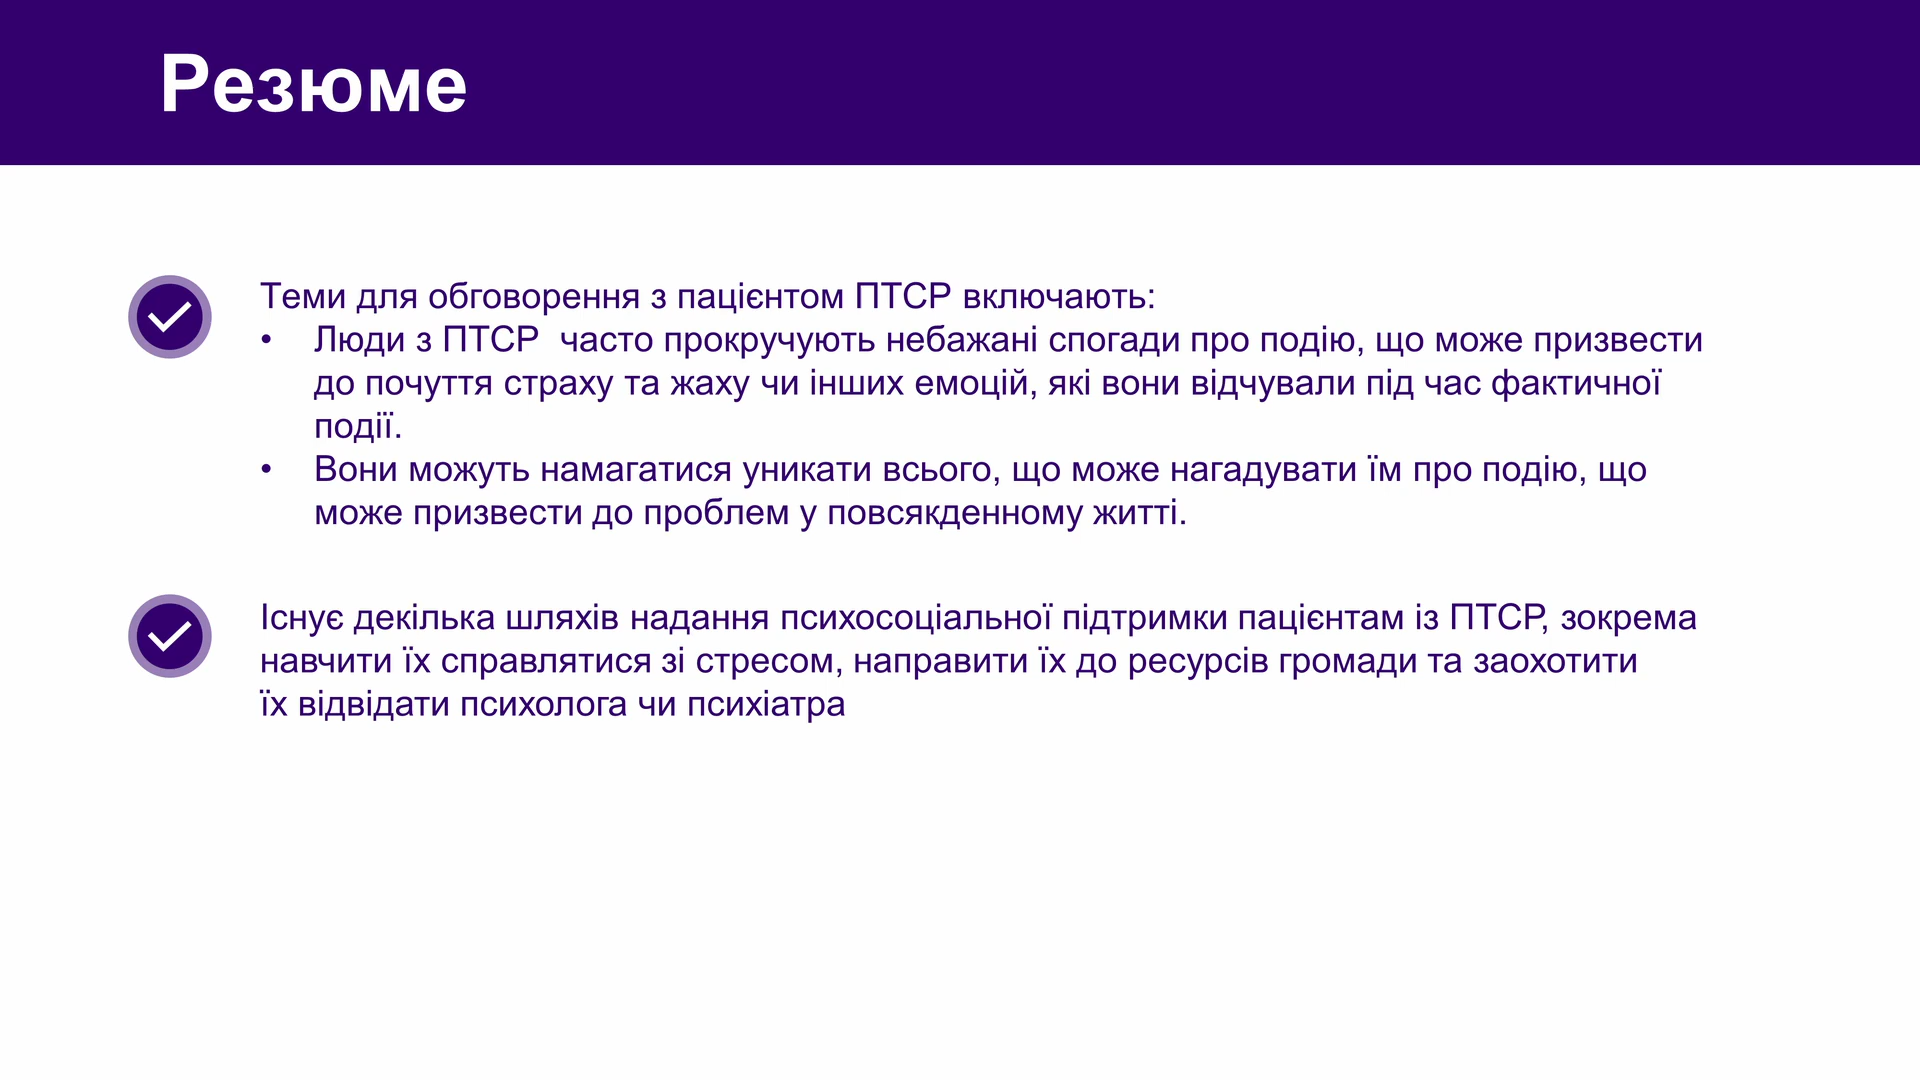 Резюме
Теми для обговорення з пацієнтом ПТСР включають:
• Люди з ПТСР  часто прокручують небажані спогади про подію, що може призвести
до почуття страху та жаху чи інших емоцій, які вони відчували під час фактичної
події.
• Вони можуть намагатися уникати всього, що може нагадувати їм про подію, що
може призвести до проблем у повсякденному житті.
Існує декілька шляхів надання психосоціальної підтримки пацієнтам із ПТСР, зокрема
навчити їх справлятися зі стресом, направити їх до ресурсів громади та заохотити
їх відвідати психолога чи психіатра